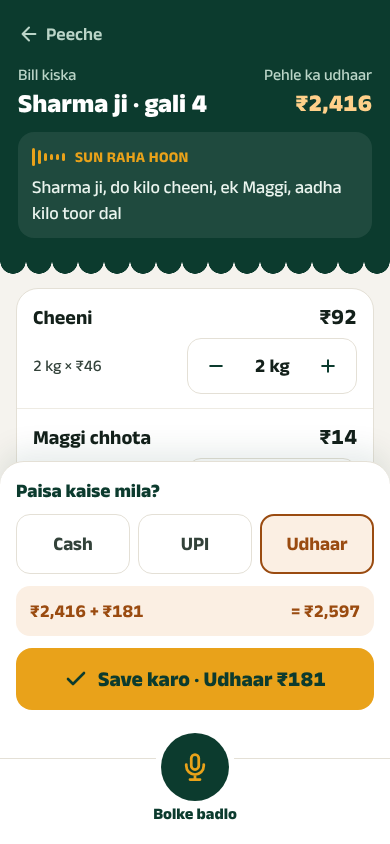 Peeche
Bill kiska
Pehle ka udhaar
Sharma ji · gali 4
₹2,416
SUN RAHA HOON
Sharma ji, do kilo cheeni, ek Maggi, aadha
kilo toor dal
Cheeni
₹92
2 kg × ₹46
− 2 kg +
Maggi chhota
₹14
Paisa kaise mila?
Cash
UPI
Udhaar
₹2,416 + ₹181
= ₹2,597
Save karo · Udhaar ₹181
Bolke badlo